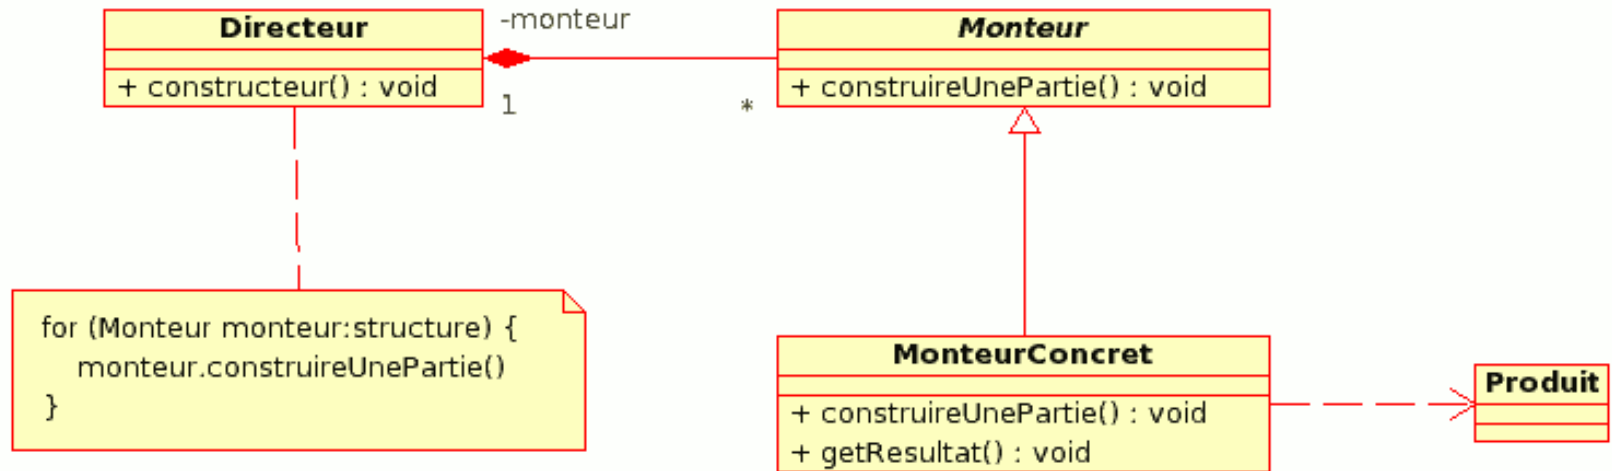 Directeur
+ constructeur() : void
-monteur
1
*
Monteur
+ construireUnePartie() : void
for (Monteur monteur:structure) {
monteur.construireUnePartie()
}
MonteurConcret
+ construireUnePartie() : void
+ getResultat() : void
Produit